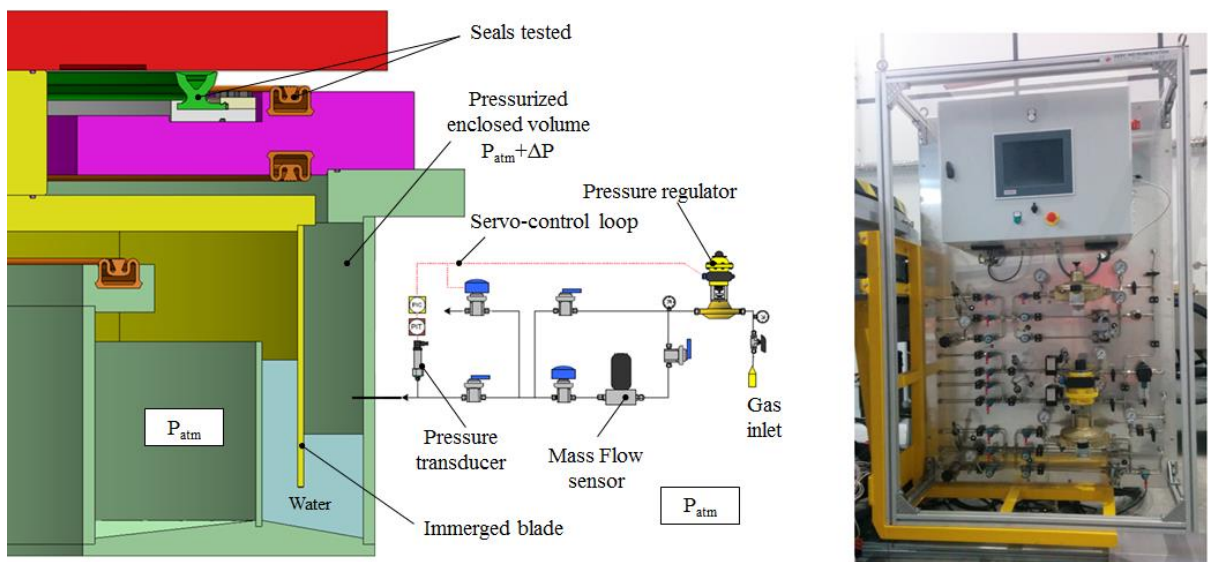 Seals tested
Pressurized
enclosed volume
Patm+ΔP
Pressure regulator
Servo-control loop
PIC
PIT
Gas
inlet
Patm
Pressure
transducer
Mass Flow
sensor
Water
Patm
Immerged blade